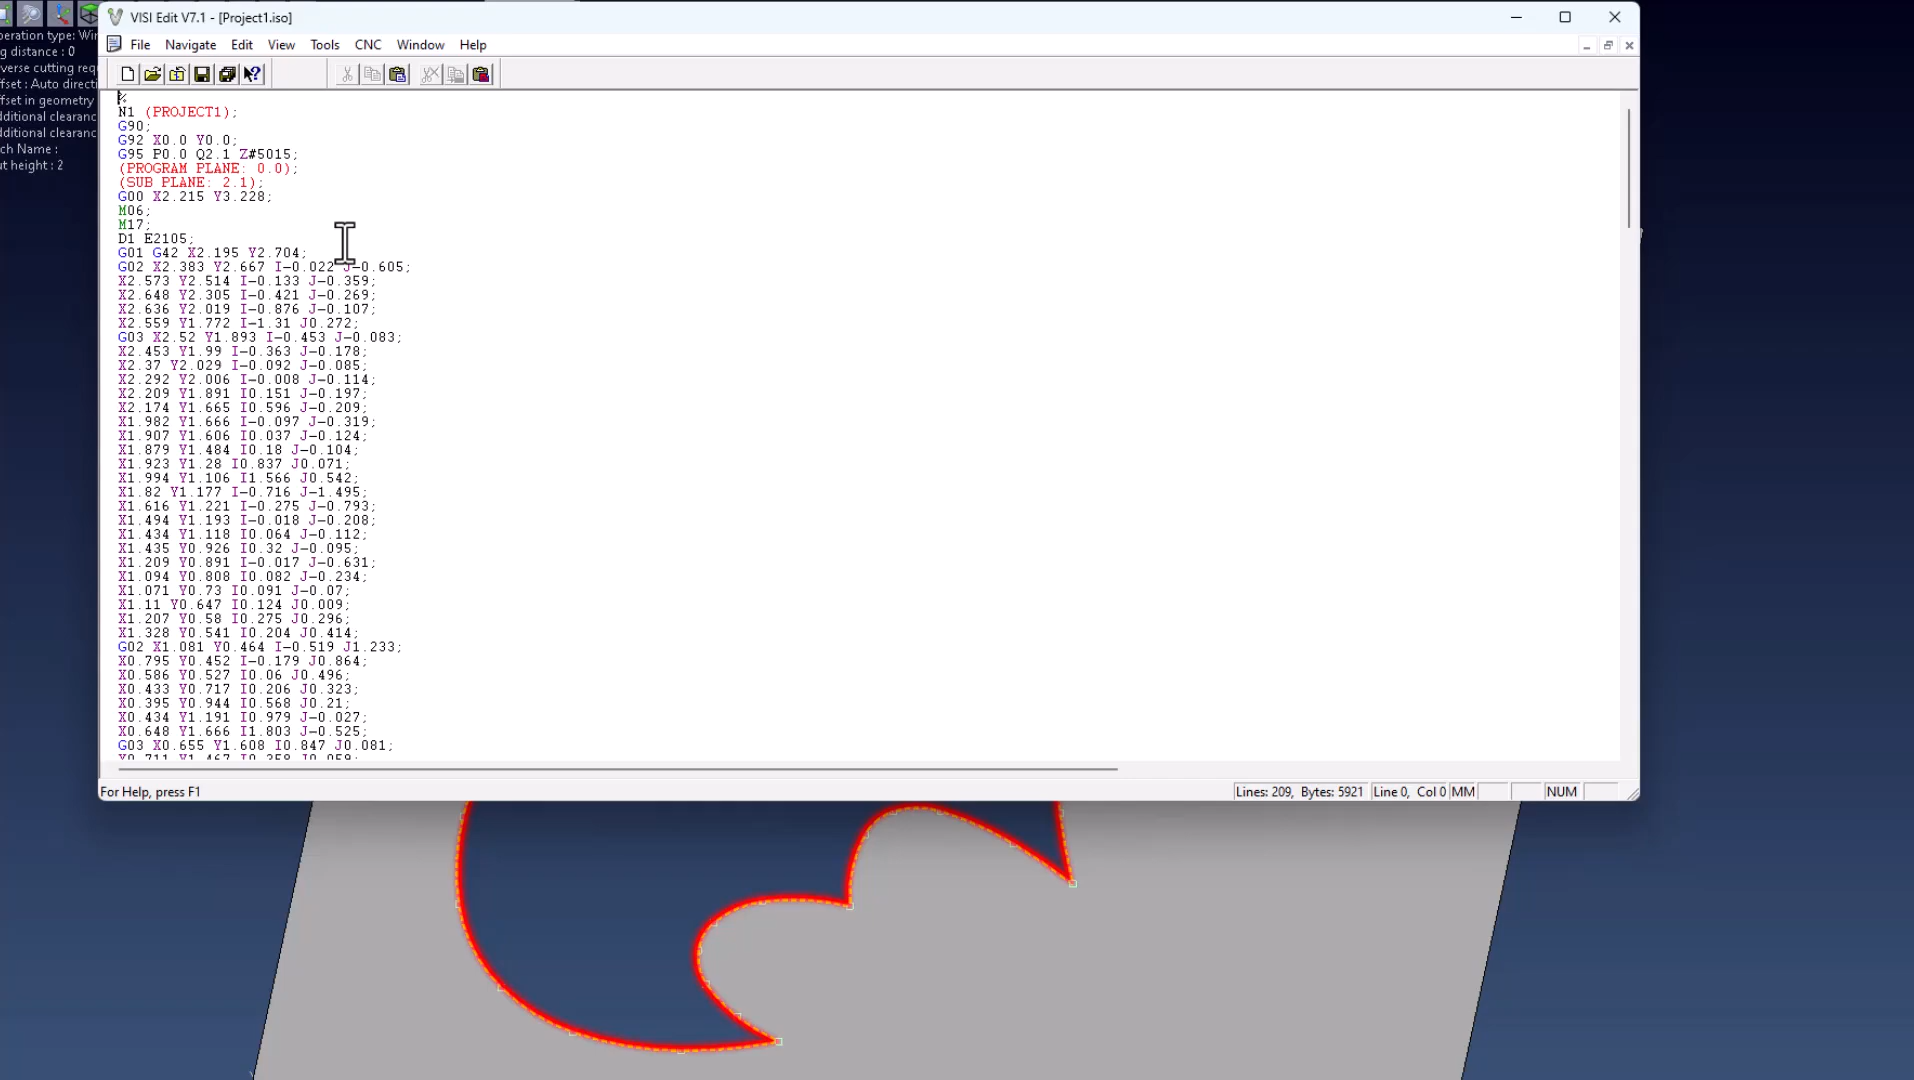 VISI Edit V7.1 - [Project1.iso]
File Navigate Edit View Tools CNC Window Help
peration type: Wir
g distance : 0
verse cutting req
ffset : Auto directi
ffset in geometry
dditional clearanc
dditional clearanc
ch Name :
ut height : 2
%
N1 (PROJECT1);
G90;
G92 X0.0 Y0.0;
G95 P0.0 Q2.1 Z#5015;
(PROGRAM PLANE: 0.0);
(SUB PLANE: 2.1);
G00 X2.215 Y3.228;
M06;
M17;
D1 E2105;
G01 G42 X2.195 Y2.704;
G02 X2.383 Y2.667 I-0.022 J-0.605;
X2.573 Y2.514 I-0.133 J-0.359;
X2.648 Y2.305 I-0.421 J-0.269;
X2.636 Y2.019 I-0.876 J-0.107;
X2.559 Y1.772 I-1.31 J0.272;
G03 X2.52 Y1.893 I-0.453 J-0.083;
X2.453 Y1.99 I-0.363 J-0.178;
X2.37 Y2.029 I-0.092 J-0.085;
X2.292 Y2.006 I-0.008 J-0.114;
X2.209 Y1.891 I0.151 J-0.197;
X2.174 Y1.665 I0.596 J-0.209;
X1.982 Y1.666 I-0.097 J-0.319;
X1.907 Y1.606 I0.037 J-0.124;
X1.879 Y1.484 I0.18 J-0.104;
X1.923 Y1.28 I0.837 J0.071;
X1.994 Y1.106 I1.566 J0.542;
X1.82 Y1.177 I-0.716 J-1.495;
X1.616 Y1.221 I-0.275 J-0.793;
X1.494 Y1.193 I-0.018 J-0.208;
X1.434 Y1.118 I0.064 J-0.112;
X1.435 Y0.926 I0.32 J-0.095;
X1.209 Y0.891 I-0.017 J-0.631;
X1.094 Y0.808 I0.082 J-0.234;
X1.071 Y0.73 I0.091 J-0.07;
X1.11 Y0.647 I0.124 J0.009;
X1.207 Y0.58 I0.275 J0.296;
X1.328 Y0.541 I0.204 J0.414;
G02 X1.081 Y0.464 I-0.519 J1.233;
X0.795 Y0.452 I-0.179 J0.864;
X0.586 Y0.527 I0.06 J0.496;
X0.433 Y0.717 I0.206 J0.323;
X0.395 Y0.944 I0.568 J0.21;
X0.434 Y1.191 I0.979 J-0.027;
X0.648 Y1.666 I1.803 J-0.525;
G03 X0.655 Y1.608 I0.847 J0.081;
X0.711 Y1.467 I0.358 J0.059;
For Help, press F1
Lines: 209, Bytes: 5921 Line 0, Col 0 MM NUM